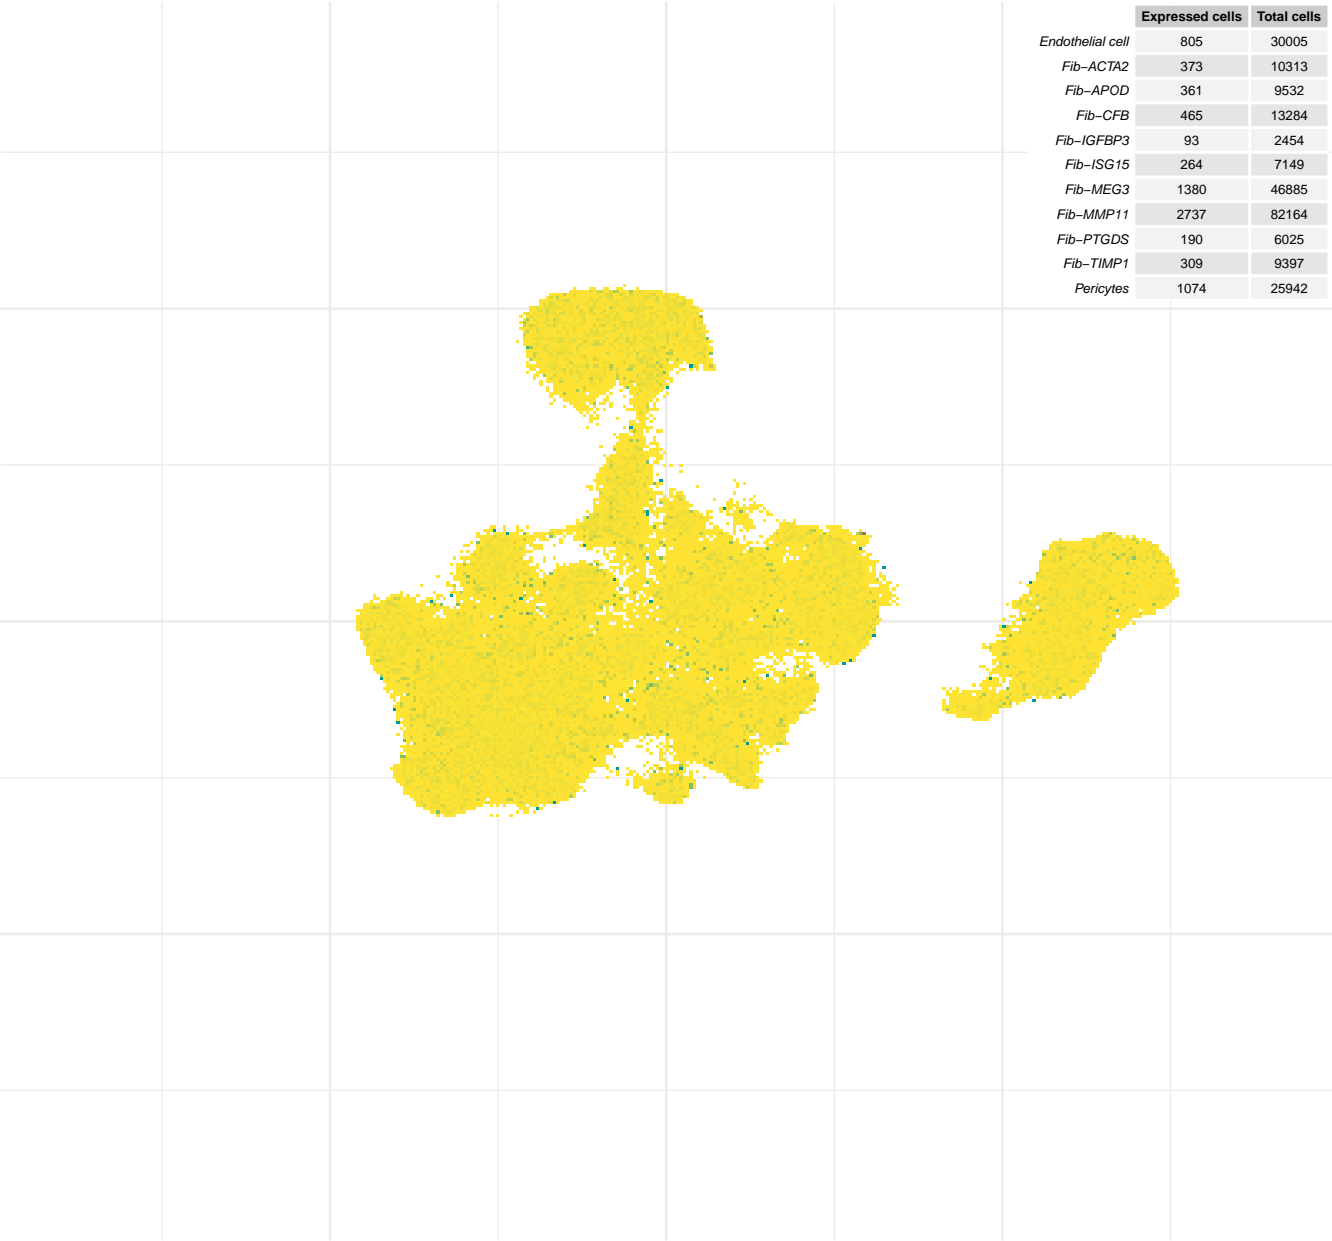 Expressed cells Total cells
Endothelial cell 805 30005
Fib−ACTA2 373 10313
Fib−APOD 361 9532
Fib−CFB 465 13284
Fib−IGFBP3 93 2454
Fib−ISG15 264 7149
Fib−MEG3 1380 46885
Fib−MMP11 2737 82164
Fib−PTGDS 190 6025
Fib−TIMP1 309 9397
Pericytes 1074 25942